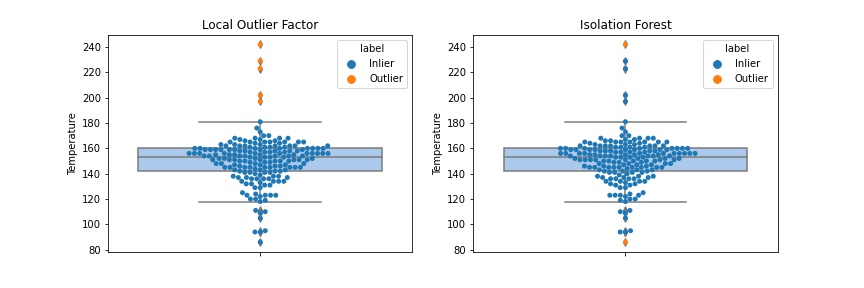 Local Outlier Factor
Temperature
240
220
200
180
160
140
120
100
80
label
Inlier
Outlier
Isolation Forest
Temperature
240
220
200
180
160
140
120
100
80
label
Inlier
Outlier